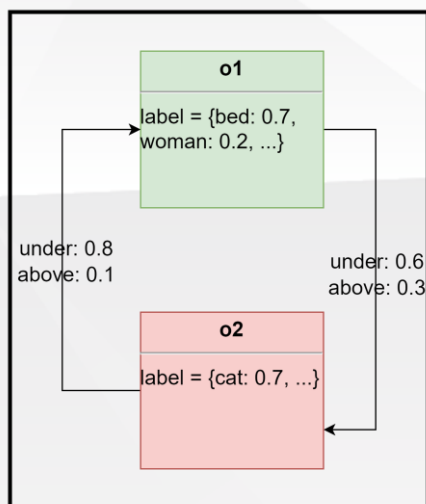 o1
label = {bed: 0.7,
woman: 0.2, ...}
under: 0.8
above: 0.1
under: 0.6
above: 0.3
o2
label = {cat: 0.7, ...}